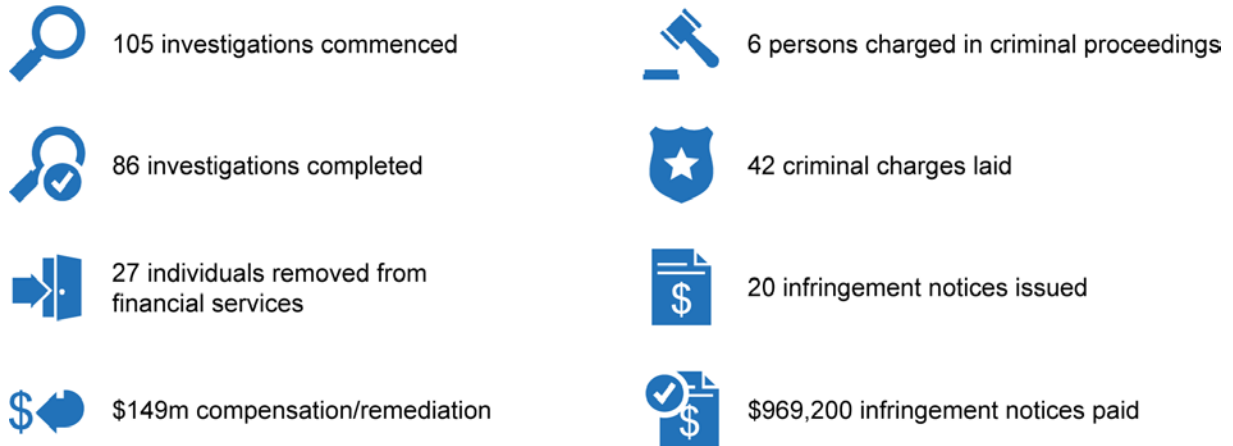 105 investigations commenced
6 persons charged in criminal proceedings
86 investigations completed
42 criminal charges laid
27 individuals removed from
financial services
$
20 infringement notices issued
$
$149m compensation/remediation
$
$969,200 infringement notices paid